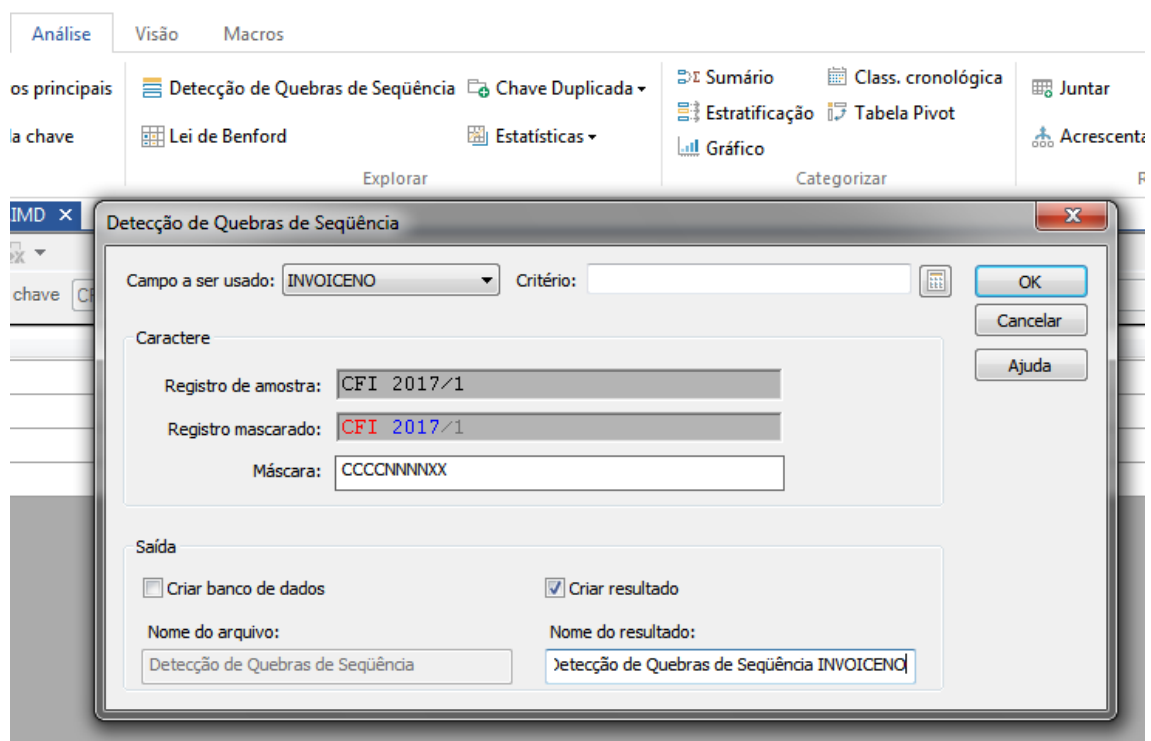 Análise Visão Macros
os principais Detecção de Quebras de Seqüência Chave Duplicada Sumário Class. cronológica Juntar
Estratificação Tabela Pivot
a chave Lei de Benford Estatísticas Gráfico Acrescenta
Explorar Categorizar R
IMD
Detecção de Quebras de Seqüência
chave CF
Campo a ser usado: INVOICENO Critério: OK
Cancelar
Ajuda
Caractere
Registro de amostra: CFI 2017/1
Registro mascarado: CFI 2017/1
Máscara: CCCCNNNNXX
Saída
Criar banco de dados Criar resultado
Nome do arquivo: Nome do resultado:
Detecção de Quebras de Seqüência Detecção de Quebras de Seqüência INVOICENO